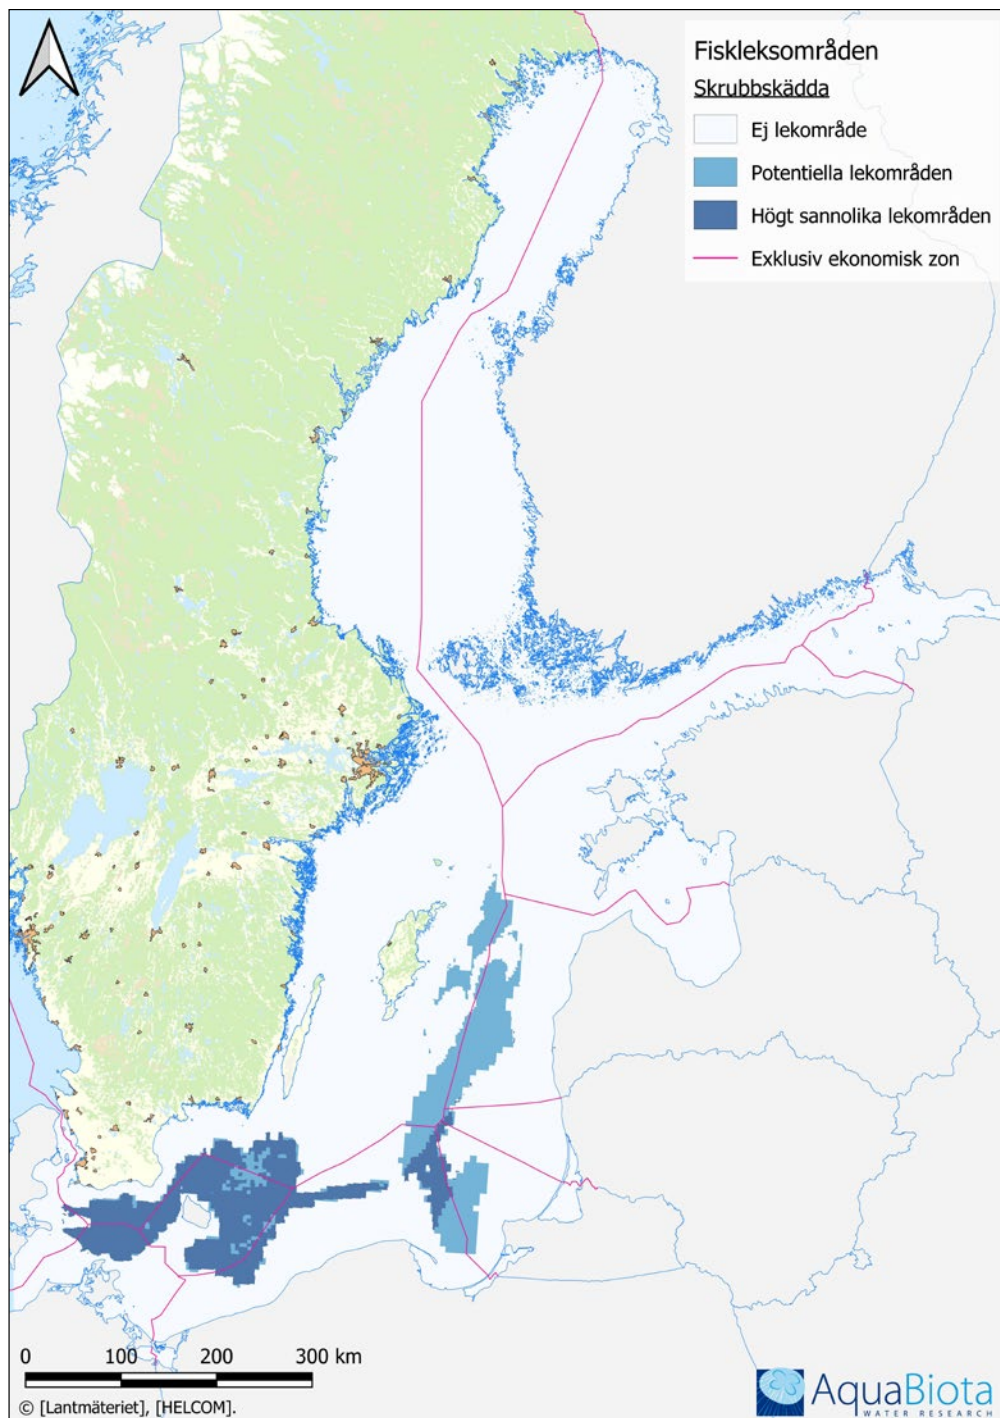 Fiskleksområden
Skrubbskädda
Ej lekområde
Potentiella lekområden
Högt sannolika lekområden
Exklusiv ekonomisk zon
0 100 200 300 km
© [Lantmäteriet], [HELCOM].
AquaBiota
WATER RESEARCH